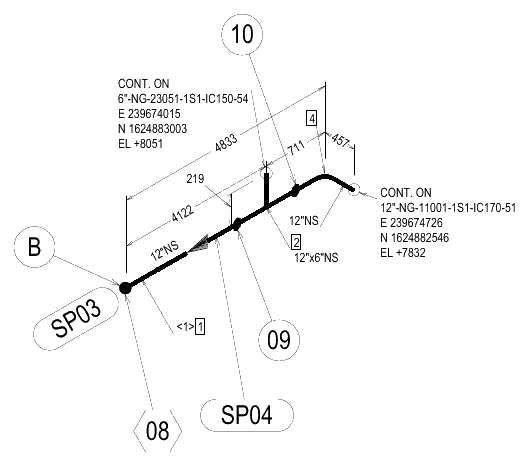 10
CONT. ON
6"-NG-23051-1S1-IC150-54
E 239674015
N 1624883003
EL +8051
4833
711
4
457
219
4122
CONT. ON
12"-NG-11001-1S1-IC170-51
E 239674726
N 1624882546
EL +7832
12"NS
2
12"x6"NS
12"NS
B
SP03
<1>1
09
SP04
08